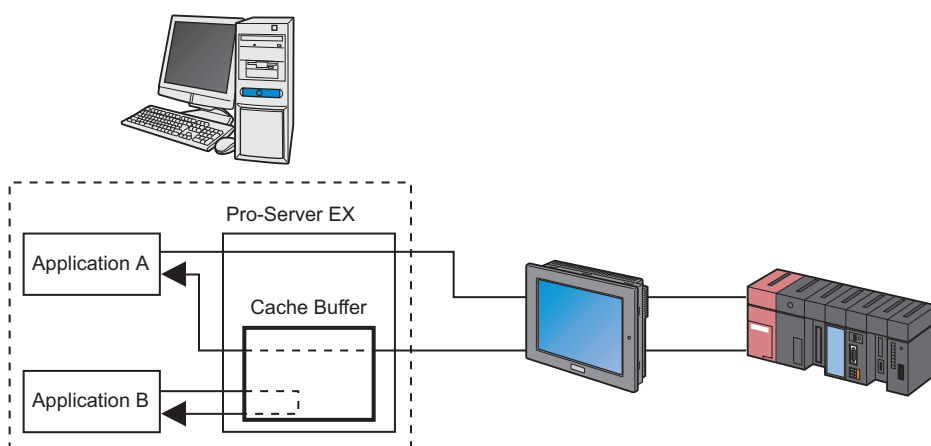 Pro-Server EX
Application A
Cache Buffer
Application B